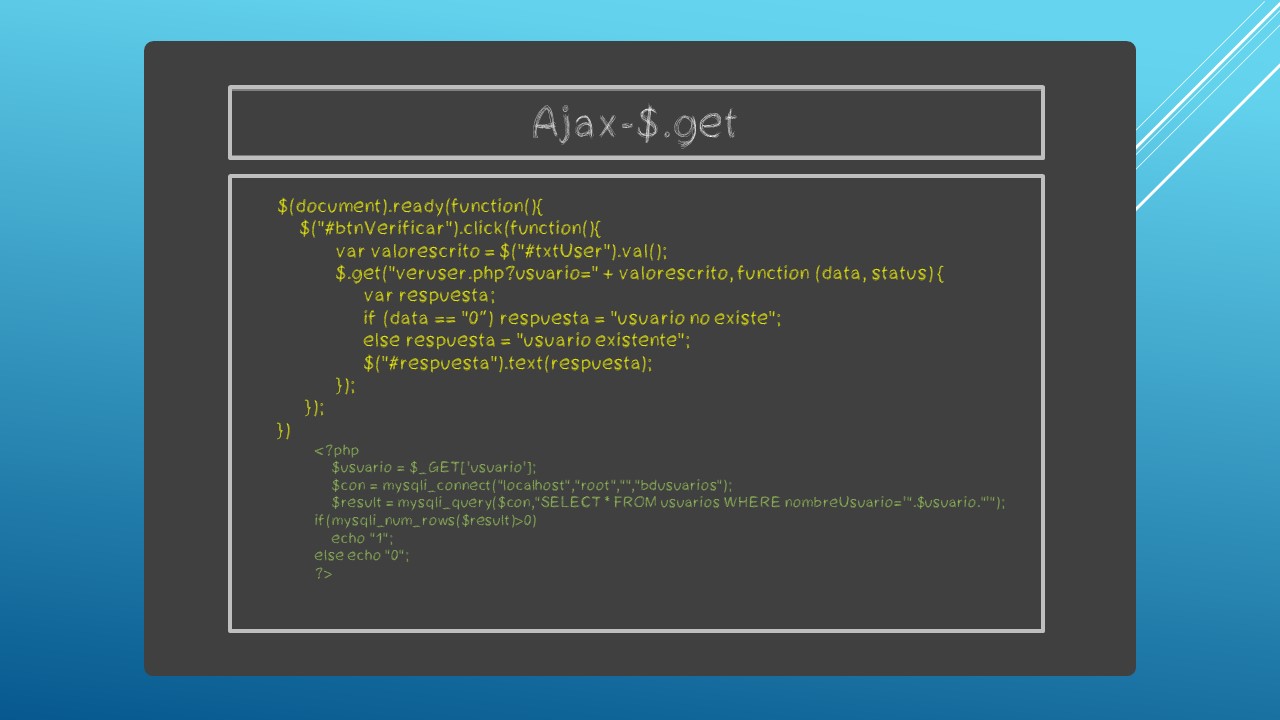 Ajax-$.get
$(document).ready(function(){
$("#btnVerificar").click(function(){
var valorescrito = $("#txtUser").val();
$.get("veruser.php?usuario=" + valorescrito, function (data, status) {
var respuesta;
if (data == "0”) respuesta = "usuario no existe";
else respuesta = "usuario existente";
$("#respuesta").text(respuesta);
});
});
})
<?php
$usuario = $_GET['usuario'];
$con = mysqli_connect("localhost","root","","bdusuarios");
$result = mysqli_query($con,"SELECT * FROM usuarios WHERE nombreUsuario='".$usuario."'");
if(mysqli_num_rows($result)>0)
echo "1";
else echo "0";
?>